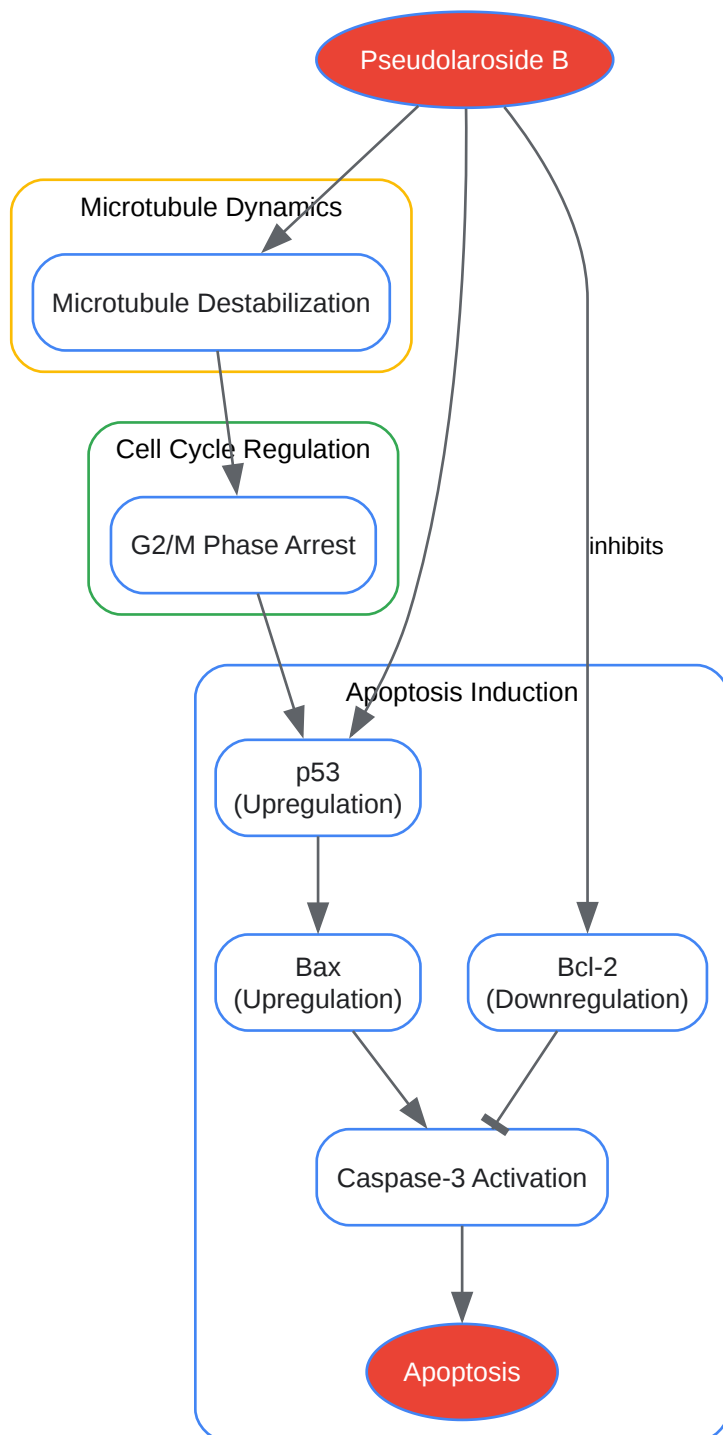 Pseudolaroside B
Microtubule Dynamics
Microtubule Destabilization
Cell Cycle Regulation
G2/M Phase Arrest
inhibits
Apoptosis Induction
p53
(Upregulation)
Bax
(Upregulation)
Bcl-2
(Downregulation)
Caspase-3 Activation
Apoptosis